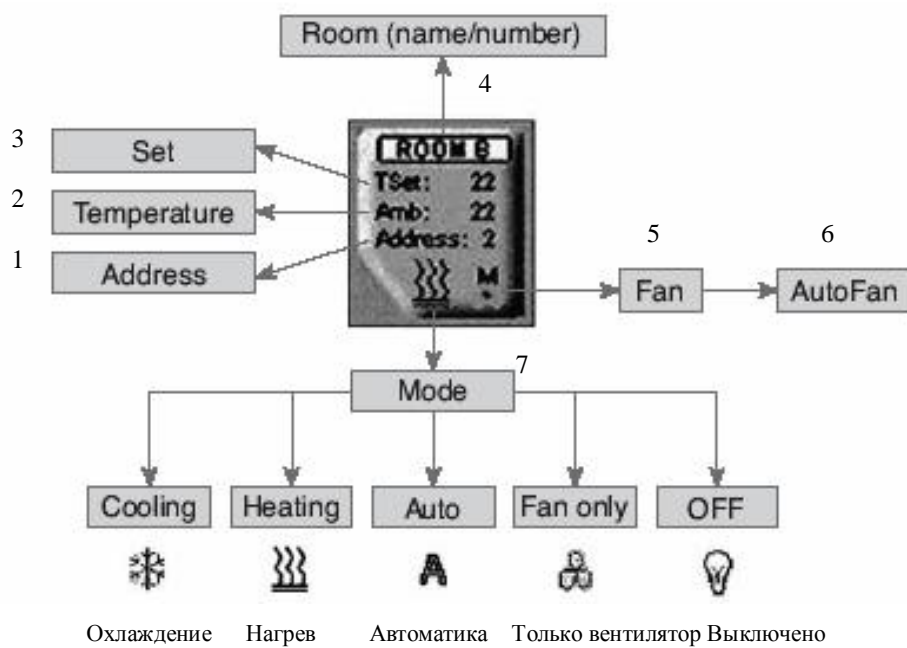 Room (name/number)
4
3
Set
2
Temperature
1
Address
ROOM B
TSet: 22
Amb: 22
Address: 2
M
5
Fan
6
AutoFan
7
Mode
Cooling Heating Auto Fan only OFF
A
Охлаждение Нагрев Автоматика Только вентилятор Выключено